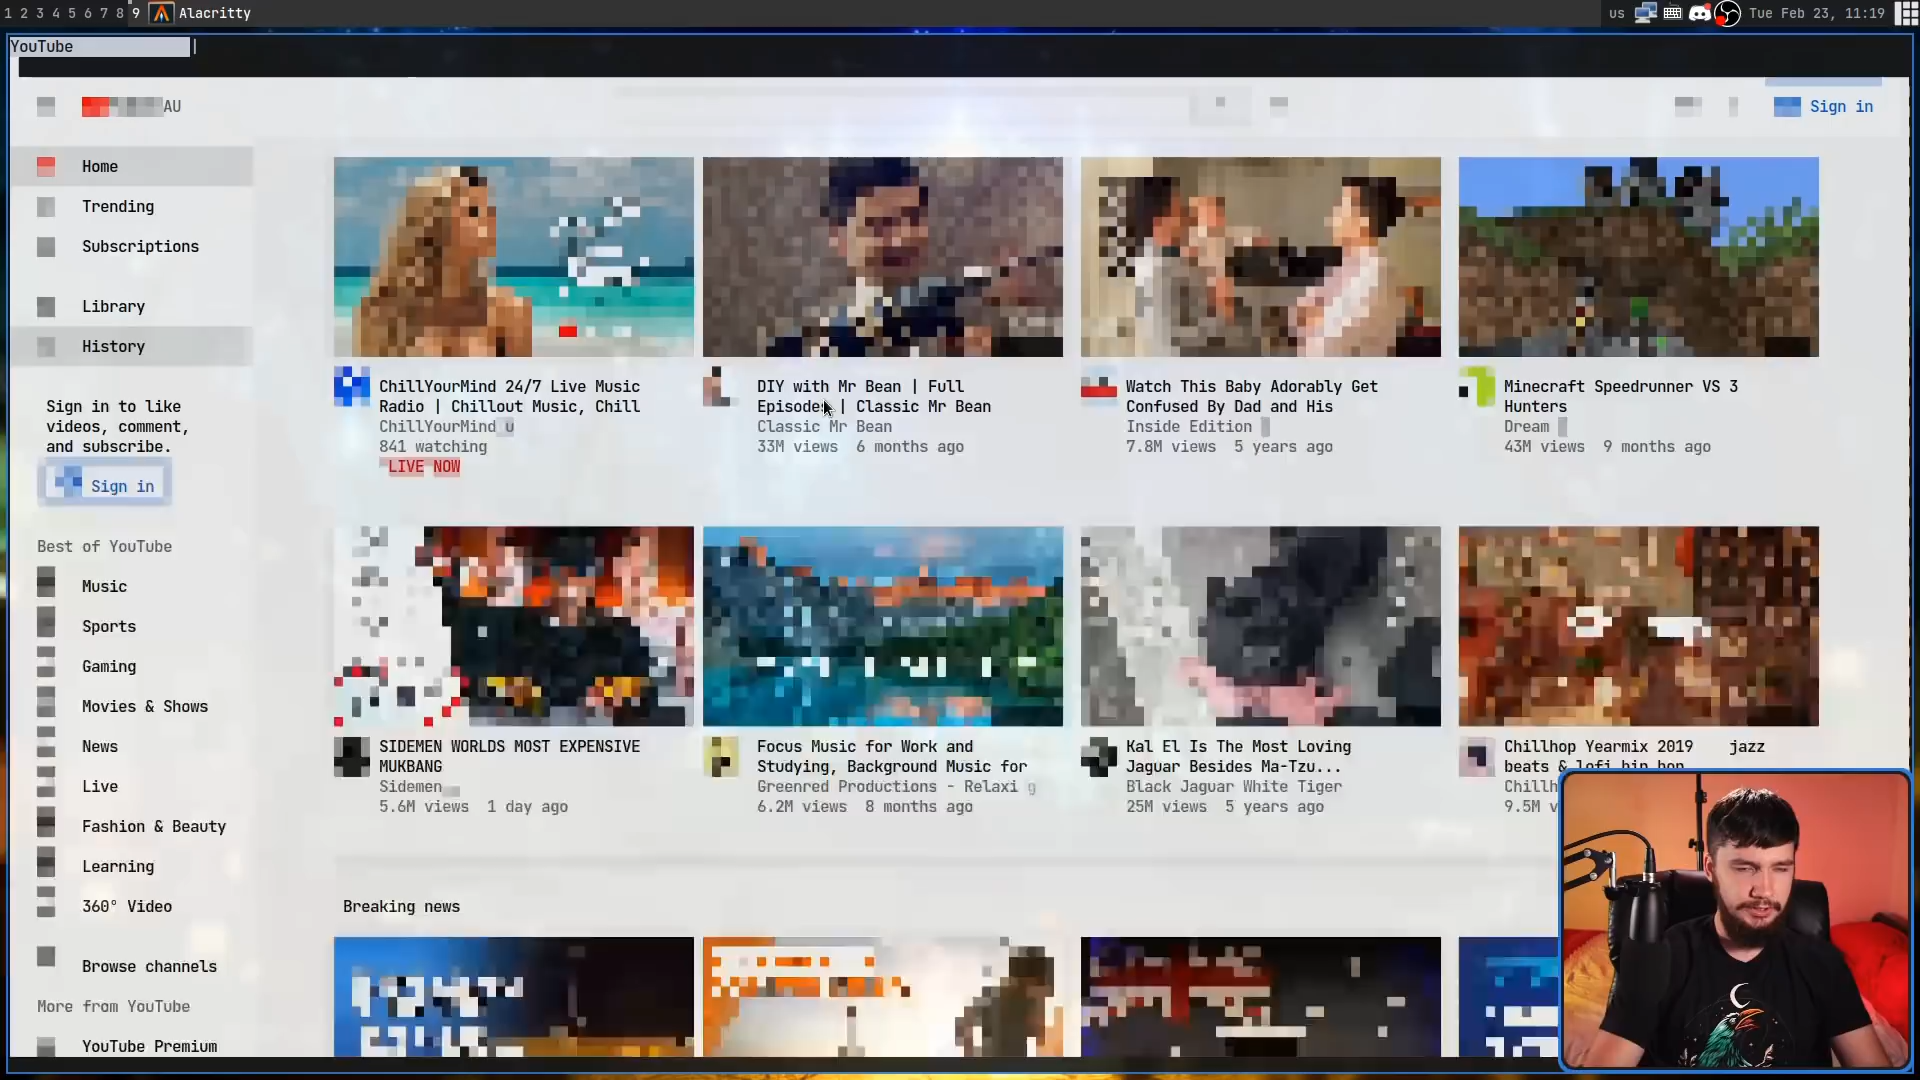 1 2 3 4 5 6 7 8 9 Alacritty
us Tue Feb 23, 11:19
YouTube
AU
Sign in
Home
Trending
Subscriptions
Library
History
Sign in to like
videos, comment,
and subscribe.
Sign in
Best of YouTube
Music
Sports
Gaming
Movies & Shows
News
Live
Fashion & Beauty
Learning
360° Video
Browse channels
More from YouTube
YouTube Premium
ChillYourMind 24/7 Live Music
Radio | Chillout Music, Chill
ChillYourMind u
841 watching
LIVE NOW
DIY with Mr Bean | Full
Episodes | Classic Mr Bean
Classic Mr Bean
33M views 6 months ago
Watch This Baby Adorably Get
Confused By Dad and His
Inside Edition
7.8M views 5 years ago
Minecraft Speedrunner VS 3
Hunters
Dream
43M views 9 months ago
SIDEMEN WORLDS MOST EXPENSIVE
MUKBANG
Sidemen
5.6M views 1 day ago
Focus Music for Work and
Studying, Background Music for
Greenred Productions - Relaxi g
6.2M views 8 months ago
Kal El Is The Most Loving
Jaguar Besides Ma-Tzu...
Black Jaguar White Tiger
25M views 5 years ago
Chillhop Yearmix 2019 jazz
beats & lofi hip hop
Chillh
9.5M v
Breaking news